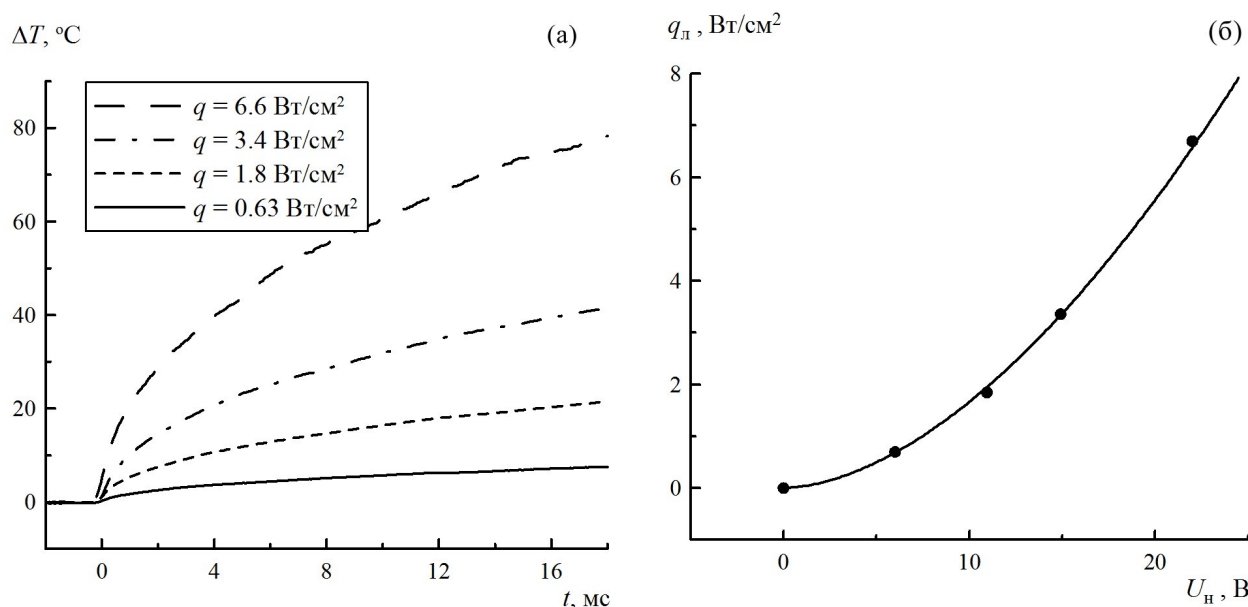 ΔT, °C
(а)
q = 6.6 Вт/см²
q = 3.4 Вт/см²
q = 1.8 Вт/см²
q = 0.63 Вт/см²
80
60
40
20
0
0 4 8 12 16
t, мс
qл , Вт/см²
(б)
8
6
4
2
0
0 10 20
Uн , В